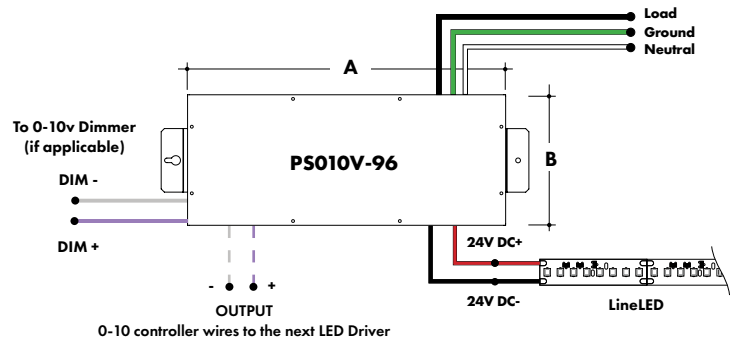 Load
Ground
Neutral
A
To 0-10v Dimmer
(if applicable)
DIM -
DIM +
PS010V-96
B
24V DC+
24V DC-
LineLED
- +
OUTPUT
0-10 controller wires to the next LED Driver